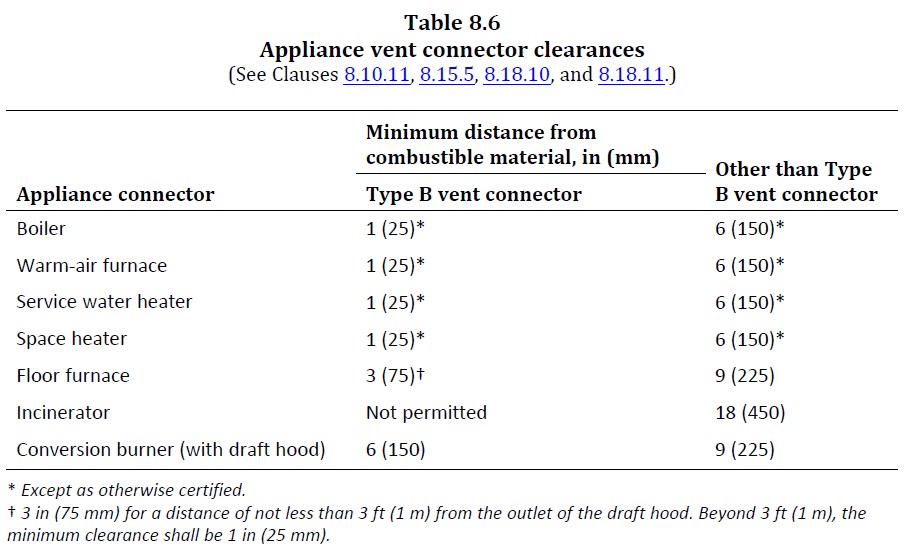 Table 8.6
Appliance vent connector clearances
(See Clauses 8.10.11, 8.15.5, 8.18.10, and 8.18.11.)
Minimum distance from
combustible material, in (mm)
Appliance connector Type B vent connector Other than Type
B vent connector
Boiler 1 (25)* 6 (150)*
Warm-air furnace 1 (25)* 6 (150)*
Service water heater 1 (25)* 6 (150)*
Space heater 1 (25)* 6 (150)*
Floor furnace 3 (75)† 9 (225)
Incinerator Not permitted 18 (450)
Conversion burner (with draft hood) 6 (150) 9 (225)
* Except as otherwise certified.
† 3 in (75 mm) for a distance of not less than 3 ft (1 m) from the outlet of the draft hood. Beyond 3 ft (1 m), the
minimum clearance shall be 1 in (25 mm).